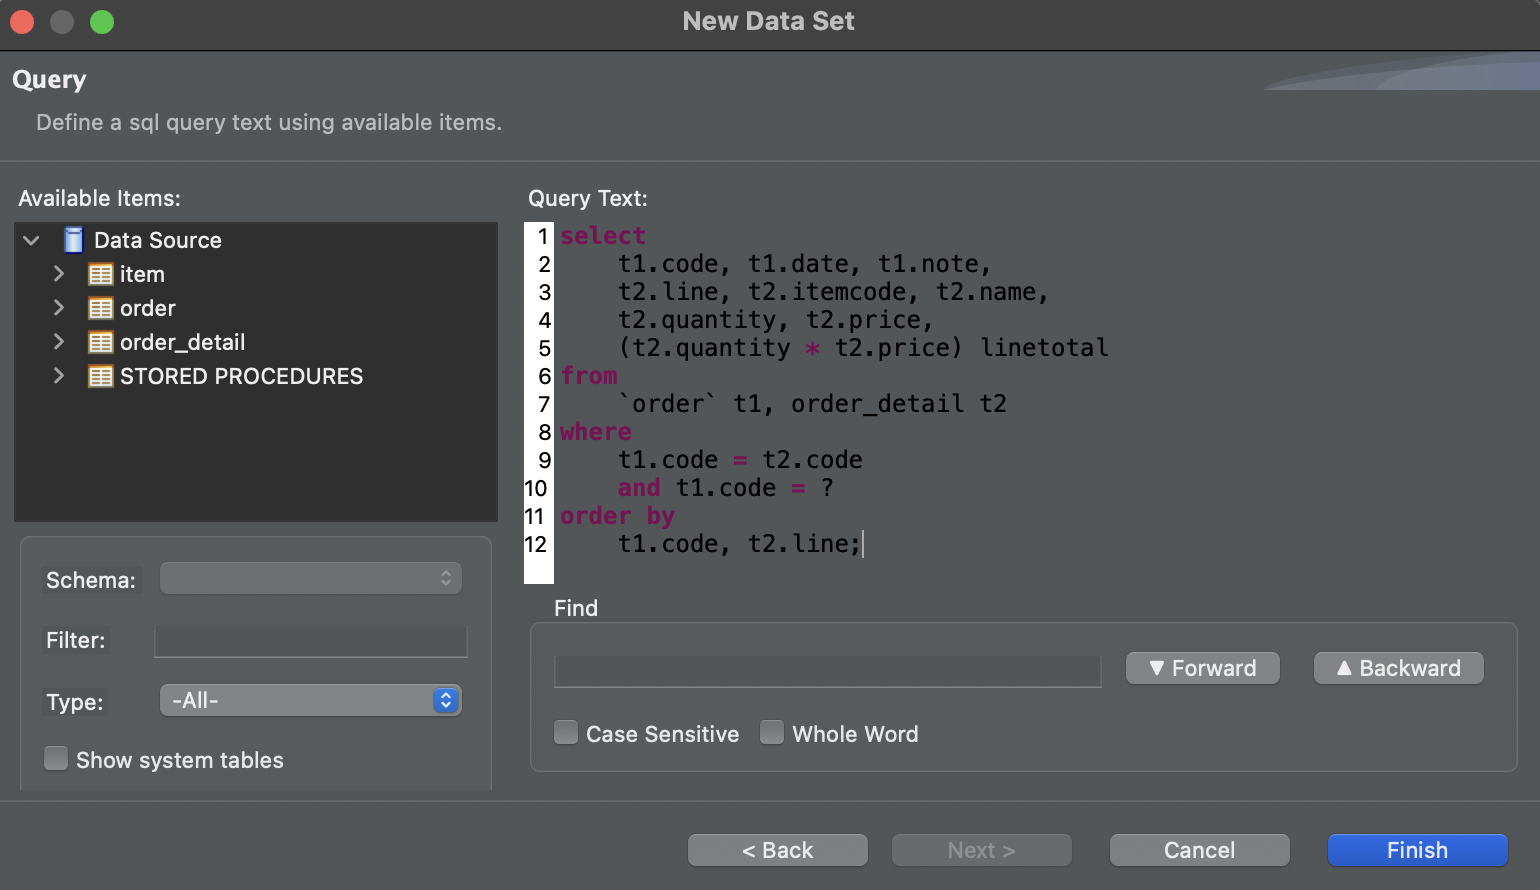 New Data Set
Query
Define a sql query text using available items.
Available Items:
Data Source
item
order
order_detail
STORED PROCEDURES
Schema:
Filter:
Type:
-All-
Show system tables
Query Text:
1 select
2     t1.code, t1.date, t1.note,
3     t2.line, t2.itemcode, t2.name,
4     t2.quantity, t2.price,
5     (t2.quantity * t2.price) linetotal
6 from
7     `order` t1, order_detail t2
8 where
9     t1.code = t2.code
10     and t1.code = ?
11 order by
12     t1.code, t2.line;
Find
▼ Forward
▲ Backward
Case Sensitive
Whole Word
< Back
Next >
Cancel
Finish